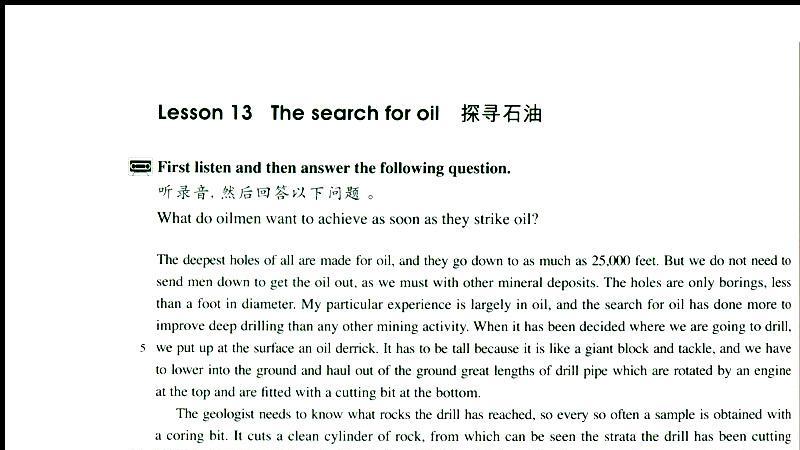 Lesson 13 The search for oil 探寻石油
First listen and then answer the following question.
听录音,然后回答以下问题。
What do oilmen want to achieve as soon as they strike oil?
The deepest holes of all are made for oil, and they go down to as much as 25,000 feet. But we do not need to
send men down to get the oil out, as we must with other mineral deposits. The holes are only borings, less
than a foot in diameter. My particular experience is largely in oil, and the search for oil has done more to
improve deep drilling than any other mining activity. When it has been decided where we are going to drill,
5 we put up at the surface an oil derrick. It has to be tall because it is like a giant block and tackle, and we have
to lower into the ground and haul out of the ground great lengths of drill pipe which are rotated by an engine
at the top and are fitted with a cutting bit at the bottom.
The geologist needs to know what rocks the drill has reached, so every so often a sample is obtained with
a coring bit. It cuts a clean cylinder of rock, from which can be seen the strata the drill has been cutting